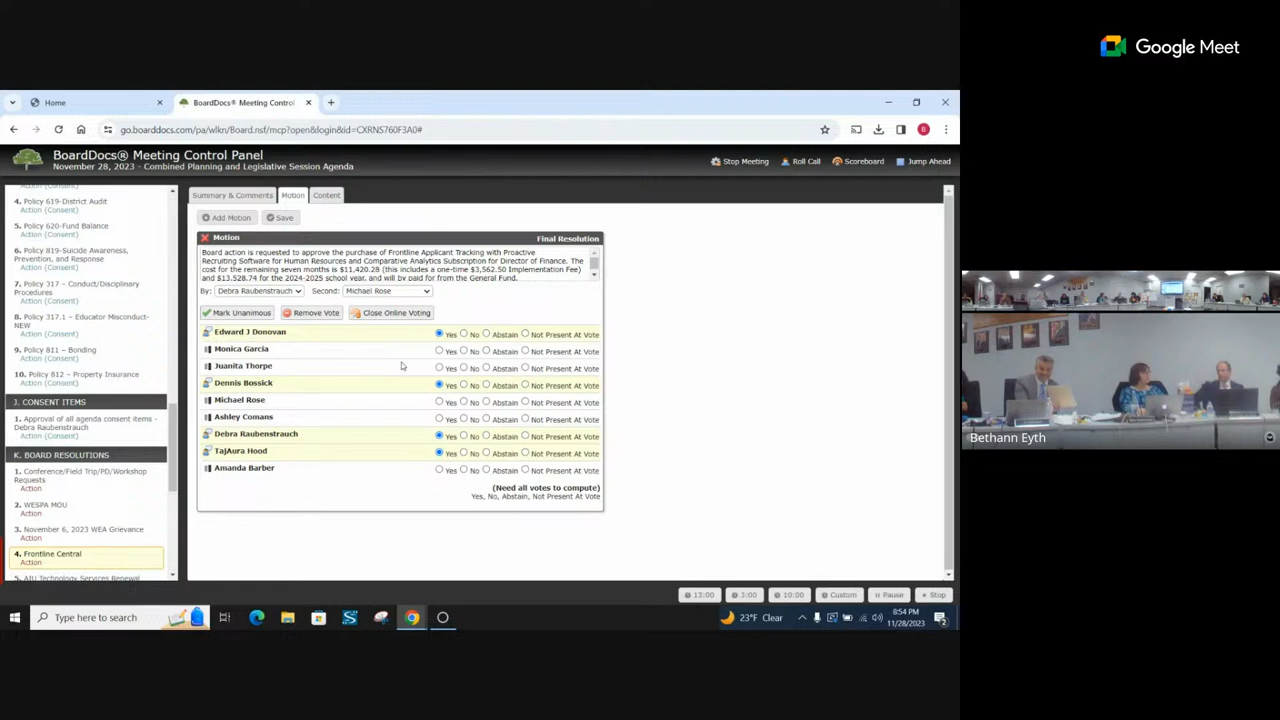 Google Meet
Home
BoardDocs® Meeting Control
go.boarddocs.com/pa/wlkn/Board.nsf/mcp?open&login&id=CXRNS760F3A0#
B
BoardDocs® Meeting Control Panel
November 28, 2023 - Combined Planning and Legislative Session Agenda
Stop Meeting
Roll Call
Scoreboard
Jump Ahead
Action (Consent)
4. Policy 619-District Audit
Action (Consent)
5. Policy 620-Fund Balance
Action (Consent)
6. Policy 819-Suicide Awareness,
Prevention, and Response
Action (Consent)
7. Policy 317 – Conduct/Disciplinary
Procedures
Action (Consent)
8. Policy 317.1 – Educator Misconduct-
NEW
Action (Consent)
9. Policy 811 – Bonding
Action (Consent)
10. Policy 812 – Property Insurance
Action (Consent)
J. CONSENT ITEMS
1. Approval of all agenda consent items -
Debra Raubenstrauch
Action (Consent)
K. BOARD RESOLUTIONS
1. Conference/Field Trip/PD/Workshop
Requests
Action
2. WESPA MOU
Action
3. November 6, 2023 WEA Grievance
Action
4. Frontline Central
Action
5. AIU Technology Services Renewal
Summary & Comments
Motion
Content
Add Motion
Save
Motion
Final Resolution
Board action is requested to approve the purchase of Frontline Applicant Tracking with Proactive
Recruiting Software for Human Resources and Comparative Analytics Subscription for Director of Finance. The
cost for the remaining seven months is $11,420.28 (this includes a one-time $3,562.50 Implementation Fee)
and $13,528.74 for the 2024-2025 school year, and will be paid for from the General Fund.
By: Debra Raubenstrauch Second: Michael Rose
Mark Unanimous
Remove Vote
Close Online Voting
Edward J Donovan Yes No Abstain Not Present At Vote
Monica Garcia Yes No Abstain Not Present At Vote
Juanita Thorpe Yes No Abstain Not Present At Vote
Dennis Bossick Yes No Abstain Not Present At Vote
Michael Rose Yes No Abstain Not Present At Vote
Ashley Comans Yes No Abstain Not Present At Vote
Debra Raubenstrauch Yes No Abstain Not Present At Vote
TajAura Hood Yes No Abstain Not Present At Vote
Amanda Barber Yes No Abstain Not Present At Vote
(Need all votes to compute)
Yes, No, Abstain, Not Present At Vote
13:00
3:00
10:00
Custom
Pause
Stop
Type here to search
23°F Clear
8:54 PM
11/28/2023
2
Bethann Eyth